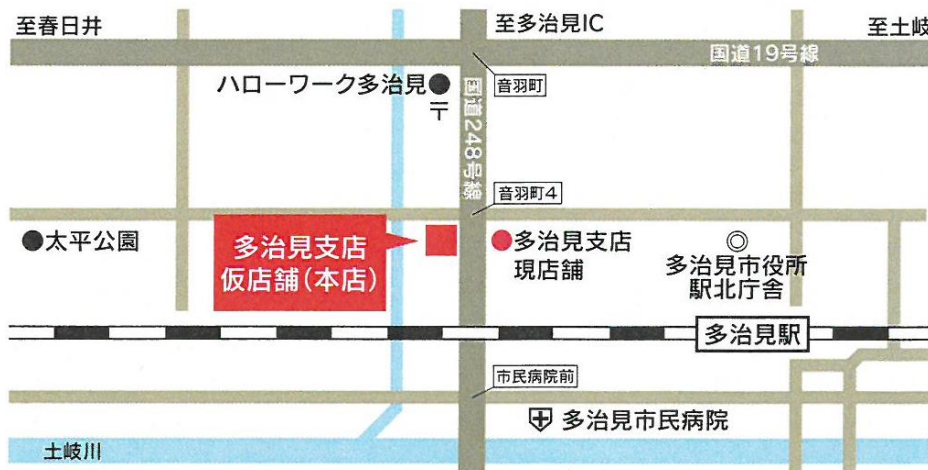 至春日井
至多治見IC
至土岐
国道19号線
ハローワーク多治見
音羽町
国道248号線
音羽町4
太平公園
多治見支店
仮店舗(本店)
多治見支店
現店舗
多治見市役所
駅北庁舎
多治見駅
市民病院前
多治見市民病院
土岐川